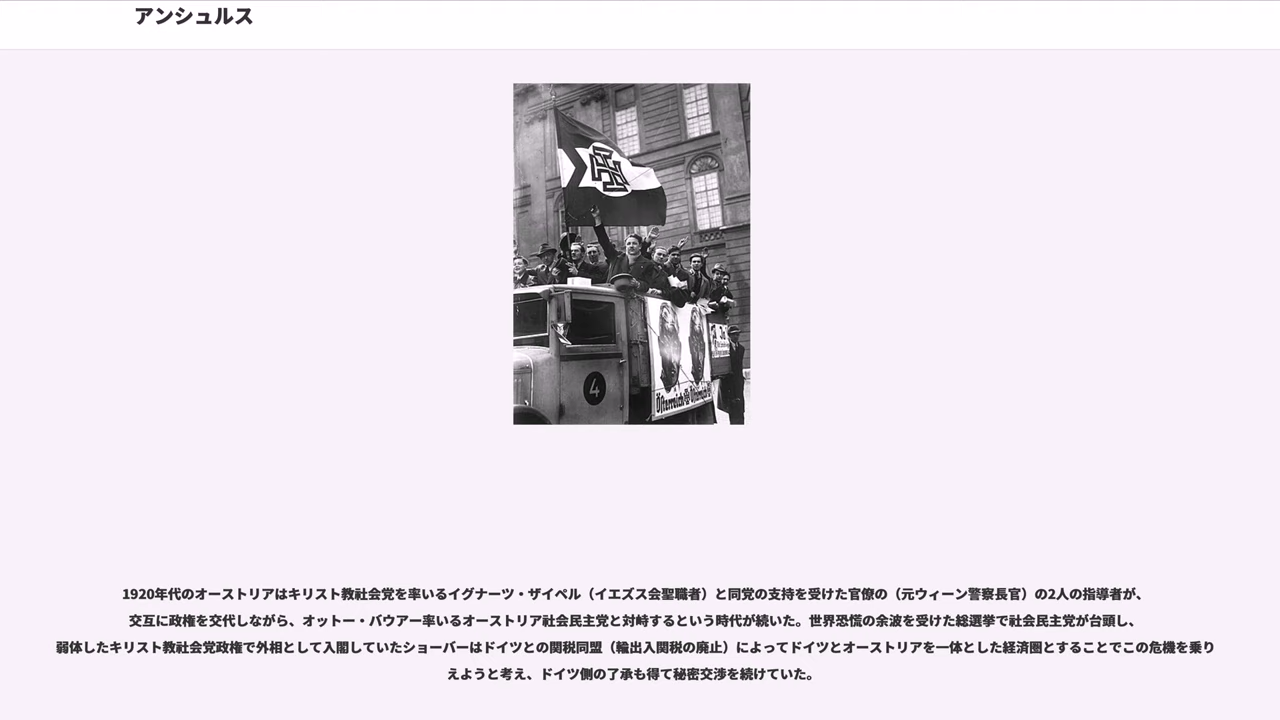 アンシュルス
4
Österreich
1920年代のオーストリアはキリスト教社会党を率いるイグナーツ・ザイペル（イエズス会聖職者）と同党の支持を受けた官僚の（元ウィーン警察長官）の2人の指導者が、
交互に政権を交代しながら、オットー・バウアー率いるオーストリア社会民主党と対峙するという時代が続いた。世界恐慌の余波を受けた総選挙で社会民主党が台頭し、
弱体したキリスト教社会党政権で外相として入閣していたショーバーはドイツとの関税同盟（輸出入関税の廃止）によってドイツとオーストリアを一体とした経済圏とすることでこの危機を乗り
えようと考え、ドイツ側の了承も得て秘密交渉を続けていた。